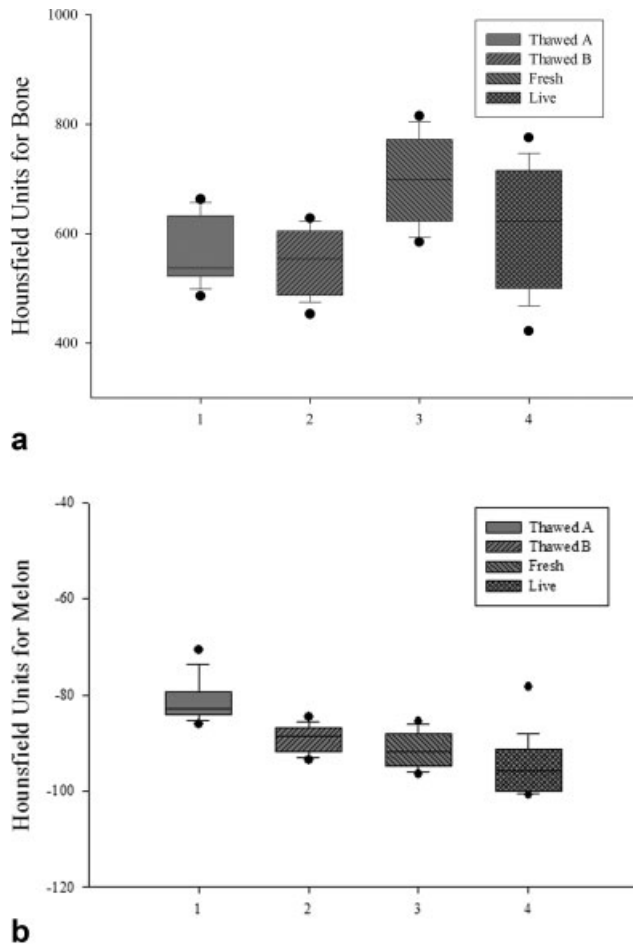 1000
Thawed A
Thawed B
Fresh
Live
800
600
400
Hounsfield Units for Bone
1 2 3 4
a
-40
Thawed A
Thawed B
Fresh
Live
-60
-80
-100
-120
Hounsfield Units for Melon
1 2 3 4
b